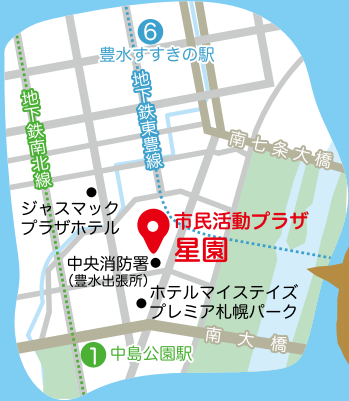 6
豊水すすきの駅
地下鉄南北線
地下鉄東豊線
南七条大橋
ジャスマック
プラザホテル
市民活動プラザ
星園
中央消防署
(豊水出張所)
ホテルマイステイズ
プレミア札幌パーク
南大橋
1
中島公園駅